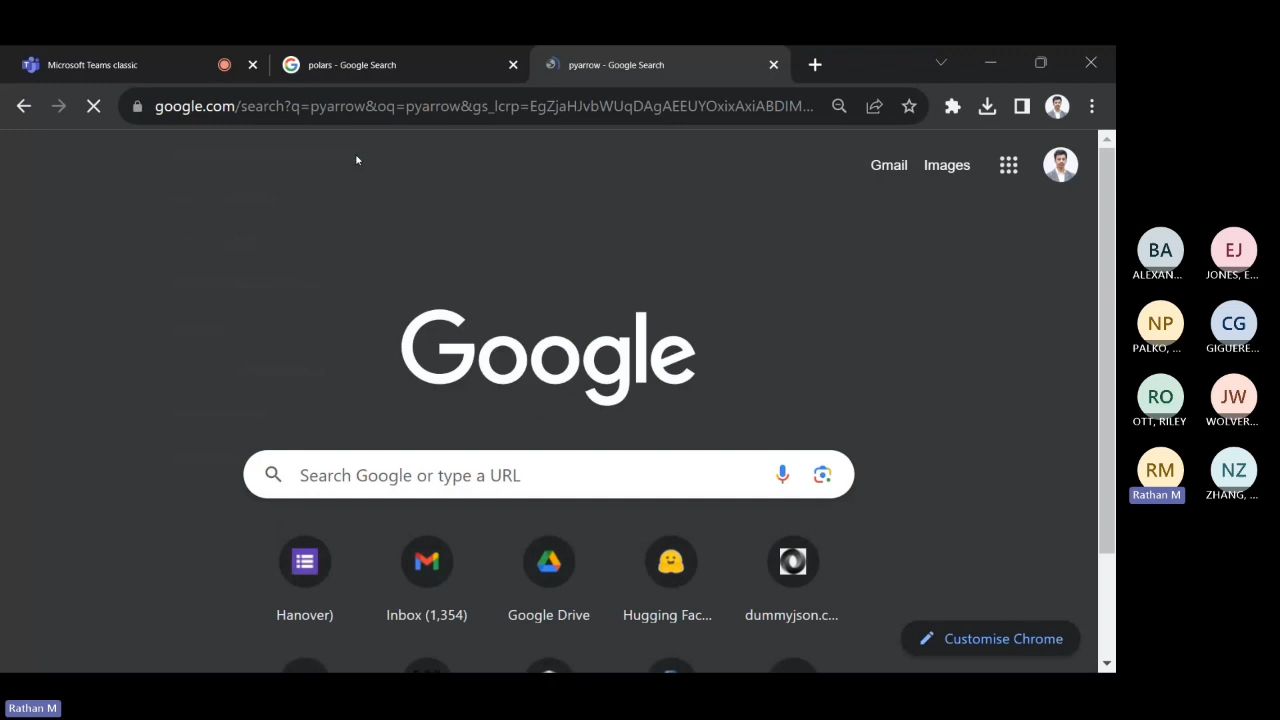 Microsoft Teams classic
polars - Google Search
pyarrow - Google Search
google.com/search?q=pyarrow&oq=pyarrow&gs_lcrp=EgZjaHJvbWUqDAgAEEUYOxixAxiABDIM...
Gmail Images
Google
Search Google or type a URL
Hanover)
Inbox (1,354)
Google Drive
Hugging Fac...
dummyjson.c...
Customise Chrome
BA
ALEXAN...
EJ
JONES, E...
NP
PALKO, ...
CG
GIGUERE...
RO
OTT, RILEY
JW
WOLVER...
RM
Rathan M
NZ
ZHANG, ...
Rathan M